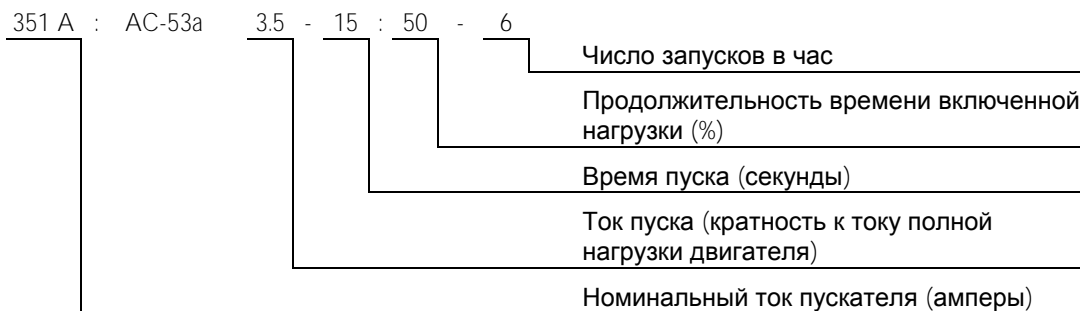 351 A : AC-53a 3.5 - 15 : 50 - 6
Число запусков в час
Продолжительность времени включенной
нагрузки (%)
Время пуска (секунды)
Ток пуска (кратность к току полной
нагрузки двигателя)
Номинальный ток пускателя (амперы)